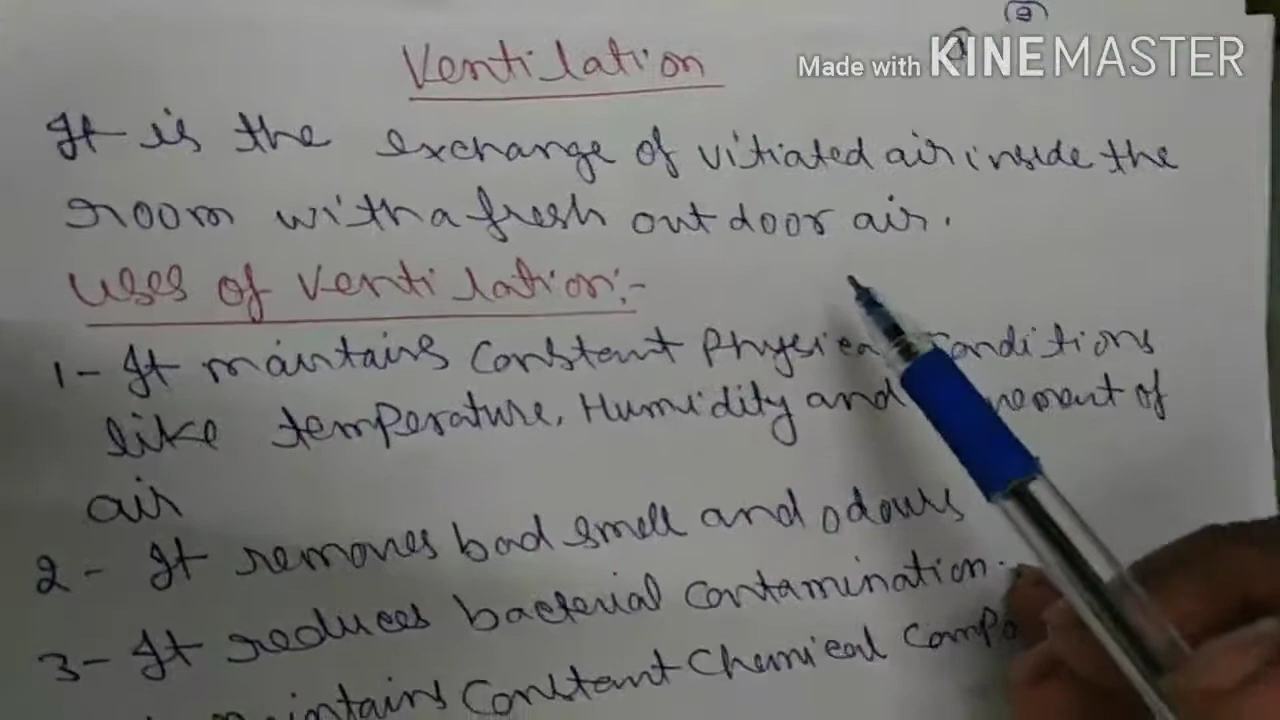 Ventilation
Made with KINEMASTER
It is the exchange of vitiated air inside the
room with a fresh outdoor air.
Uses of Ventilation:-
1- It maintains Constant Physical conditions
like temperature, Humidity and of
air
2- It removes bad smell and odours
3- It reduces bacterial contamination.
Constant Chemical